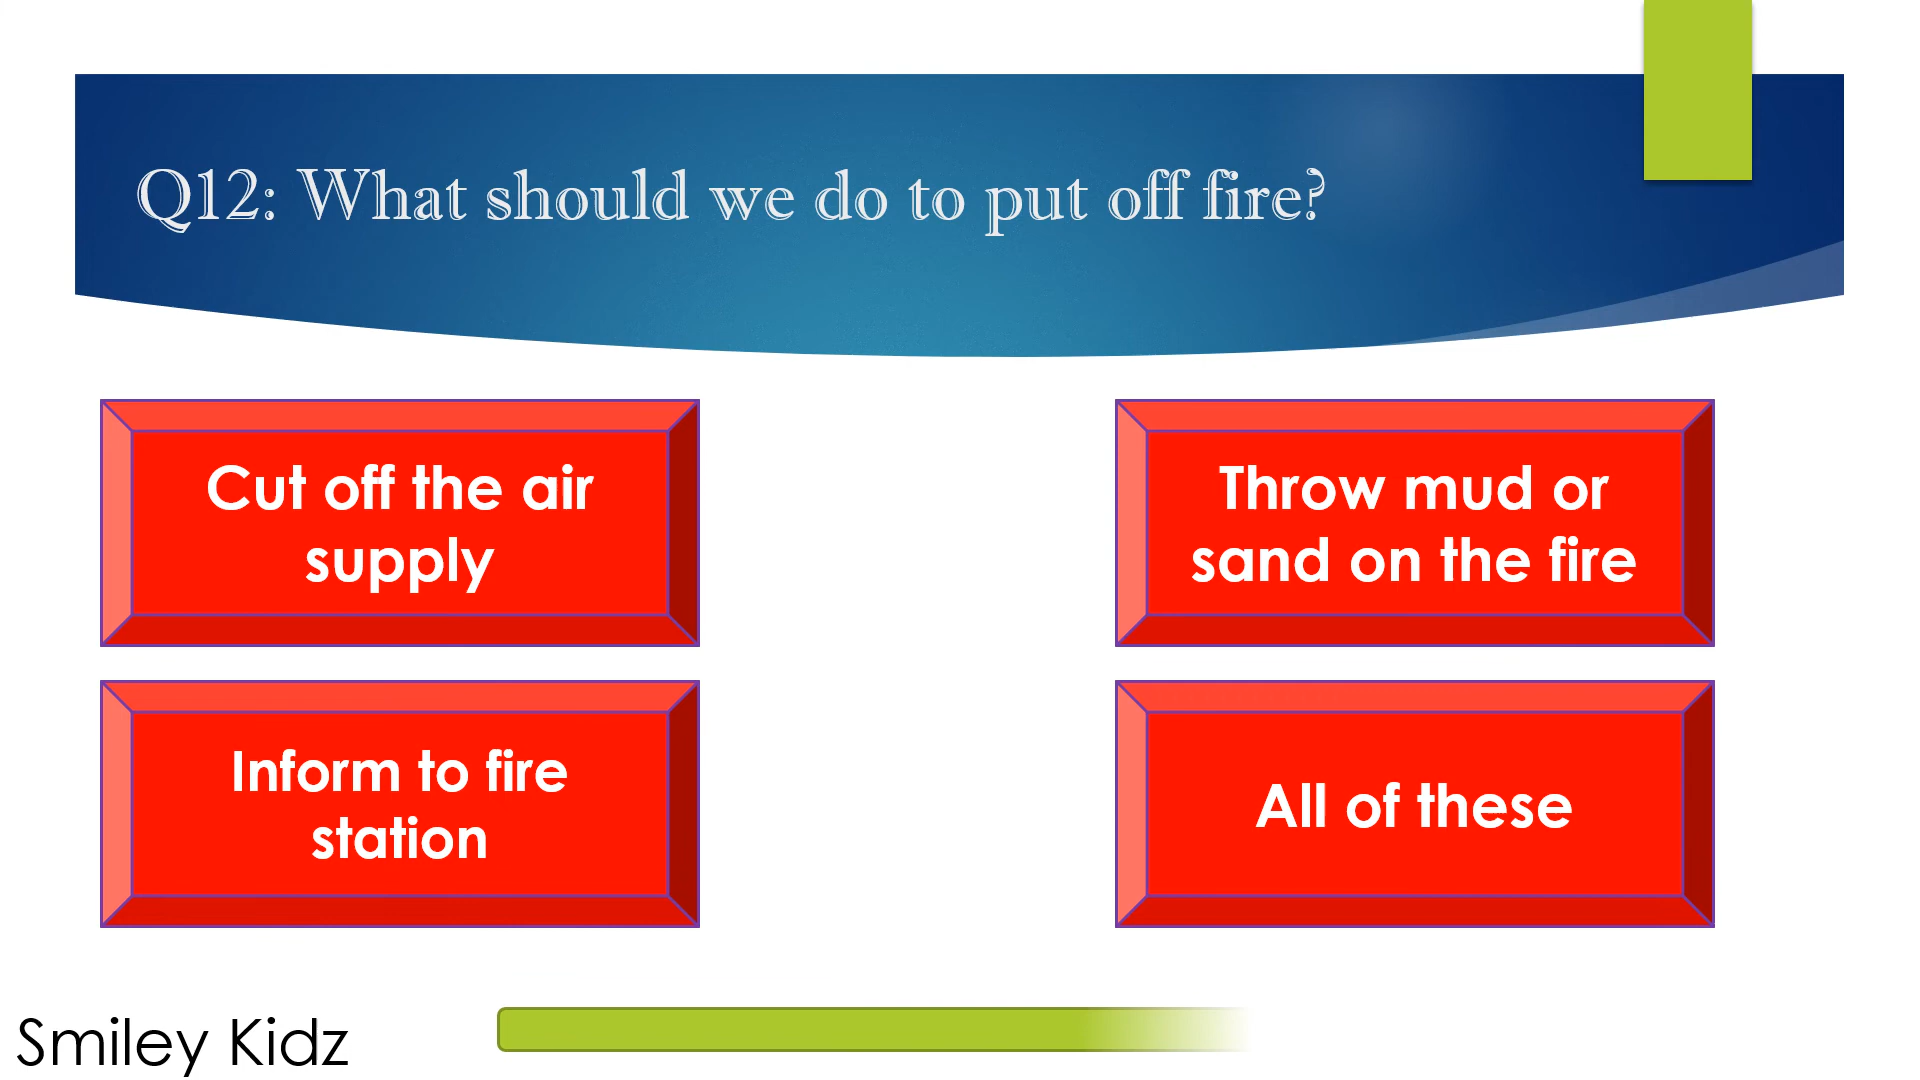 Q12: What should we do to put off fire?
Cut off the air
supply
Throw mud or
sand on the fire
Inform to fire
station
All of these
Smiley Kidz